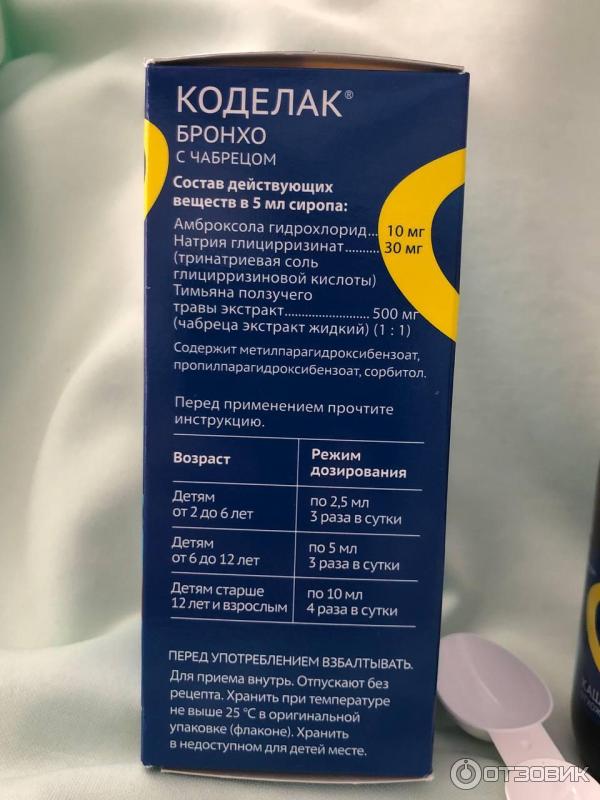 КОДЕЛАК®
БРОНХО
С ЧАБРЕЦОМ
Состав действующих
веществ в 5 мл сиропа:
Амброксола гидрохлорид... 10 мг
Натрия глицирризинат.......... 30 мг
(тринатриевая соль
глицирризиновой кислоты)
Тимьяна ползучего
травы экстракт......................... 500 мг
(чабреца экстракт жидкий) (1 : 1)
Содержит метилпарагидроксибензоат,
пропилпарагидроксибензоат, сорбитол.
Перед применением прочтите
инструкцию.
Возраст Режим
дозирования
Детям
от 2 до 6 лет
по 2,5 мл
3 раза в сутки
Детям
от 6 до 12 лет
по 5 мл
3 раза в сутки
Детям старше
12 лет и взрослым
по 10 мл
4 раза в сутки
ПЕРЕД УПОТРЕБЛЕНИЕМ ВЗБАЛТЫВАТЬ.
Для приема внутрь. Отпускают без
рецепта. Хранить при температуре
не выше 25 °С в оригинальной
упаковке (флаконе). Хранить
в недоступном для детей месте.
ОТЗОВИК